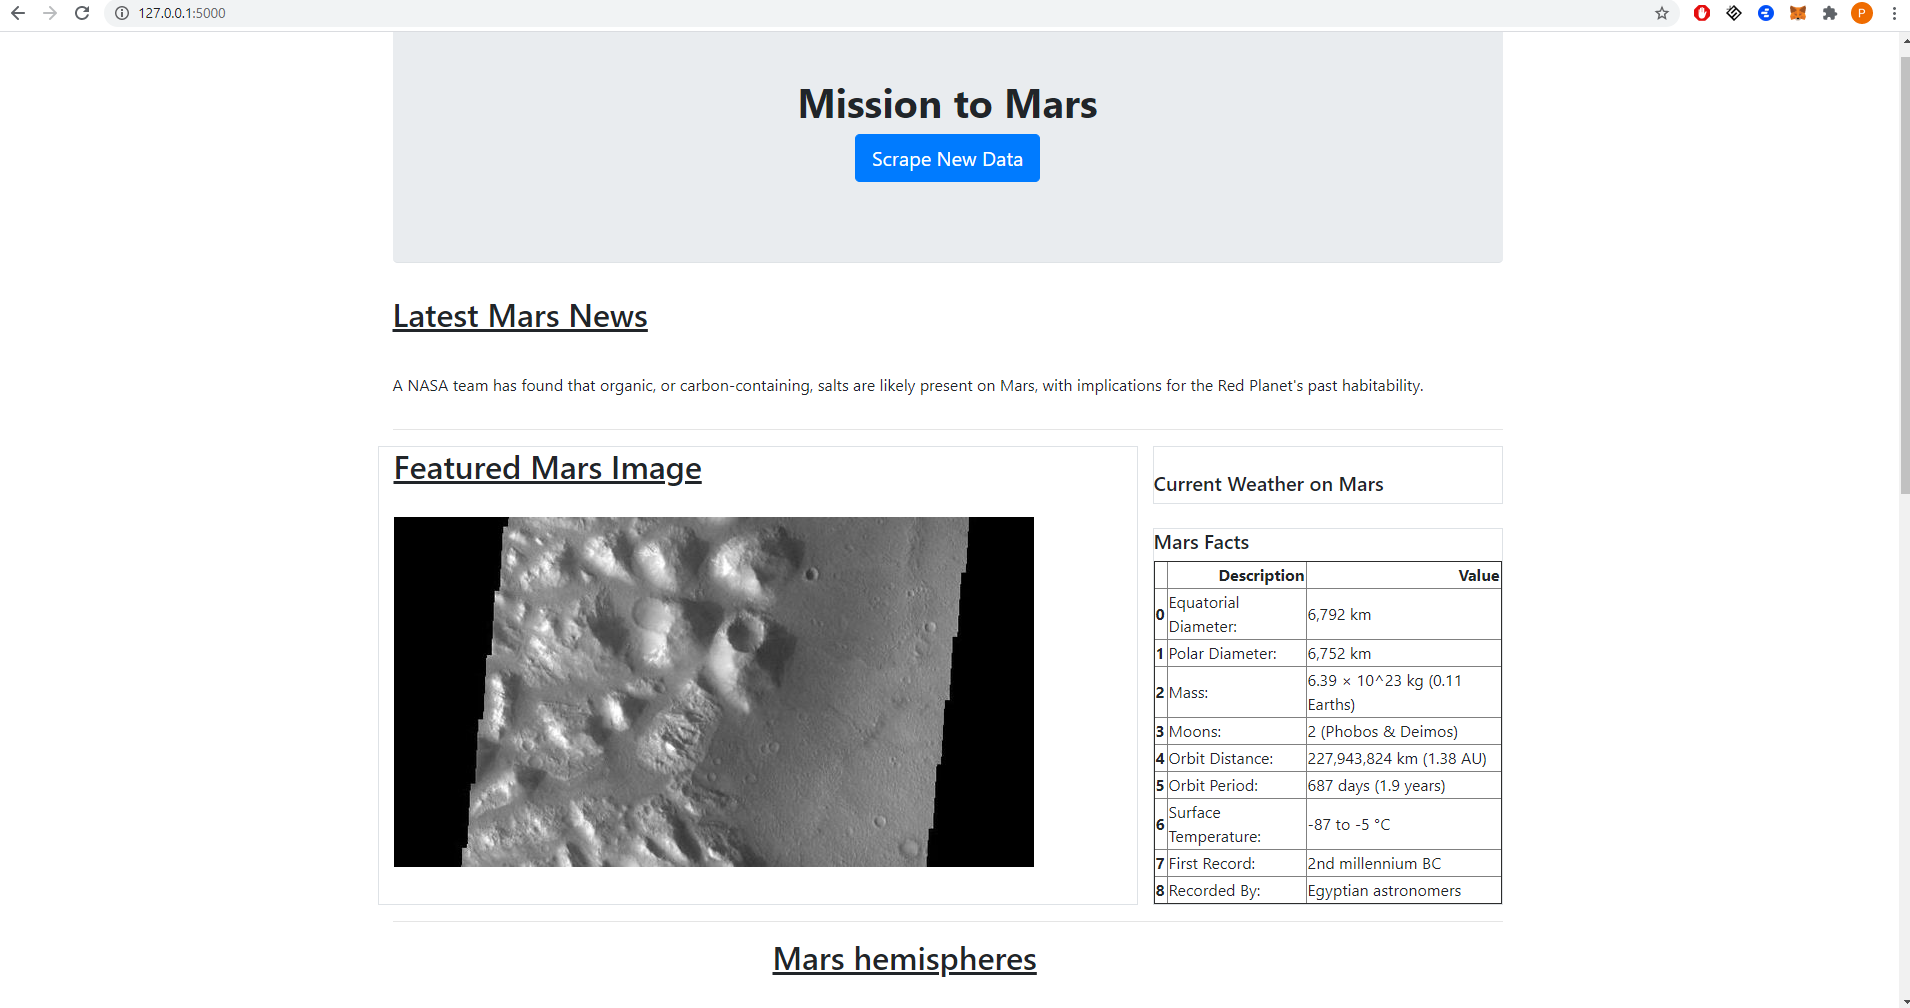 127.0.0.1:5000
P
Mission to Mars
Scrape New Data
Latest Mars News
A NASA team has found that organic, or carbon-containing, salts are likely present on Mars, with implications for the Red Planet's past habitability.
Featured Mars Image
Current Weather on Mars
Mars Facts
Description Value
0 Equatorial Diameter: 6,792 km
1 Polar Diameter: 6,752 km
2 Mass: 6.39 × 10^23 kg (0.11 Earths)
3 Moons: 2 (Phobos & Deimos)
4 Orbit Distance: 227,943,824 km (1.38 AU)
5 Orbit Period: 687 days (1.9 years)
6 Surface Temperature: -87 to -5 °C
7 First Record: 2nd millennium BC
8 Recorded By: Egyptian astronomers
Mars hemispheres